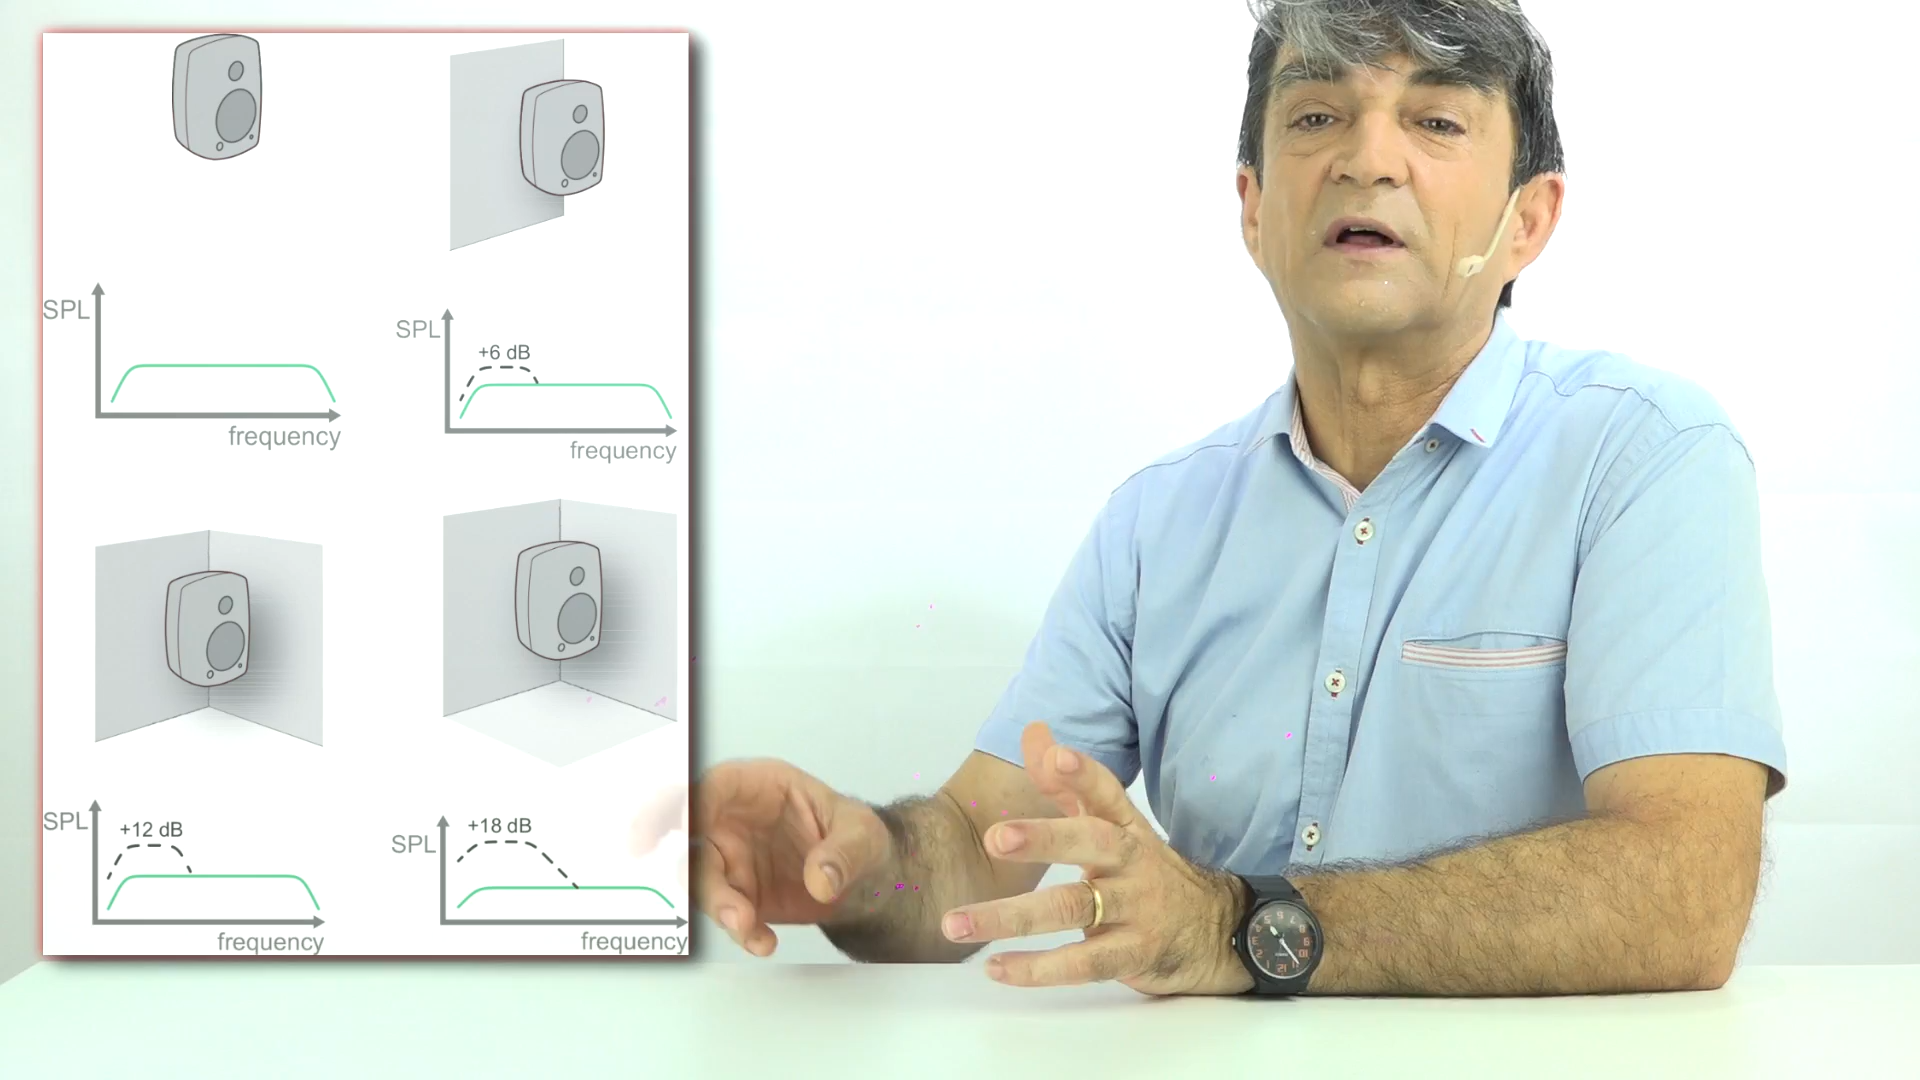 SPL
frequency
SPL
+6 dB
frequency
SPL
+12 dB
frequency
SPL
+18 dB
frequency